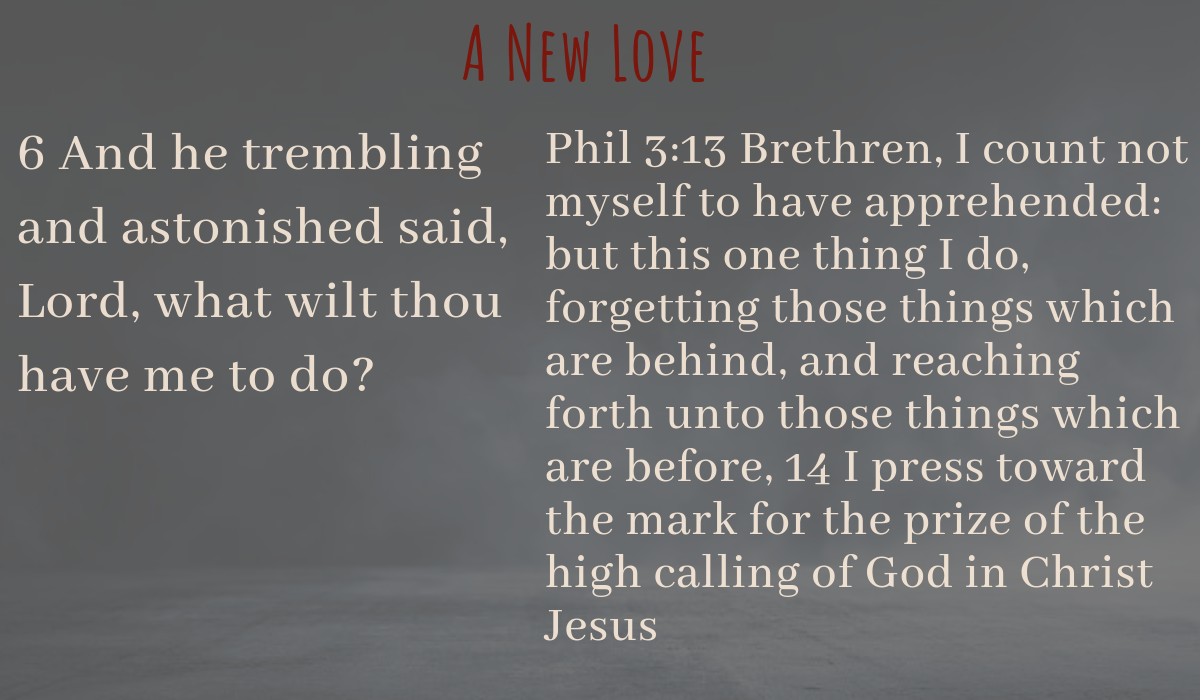 A New Love
6 And he trembling
and astonished said,
Lord, what wilt thou
have me to do?
Phil 3:13 Brethren, I count not
myself to have apprehended:
but this one thing I do,
forgetting those things which
are behind, and reaching
forth unto those things which
are before, 14 I press toward
the mark for the prize of the
high calling of God in Christ
Jesus